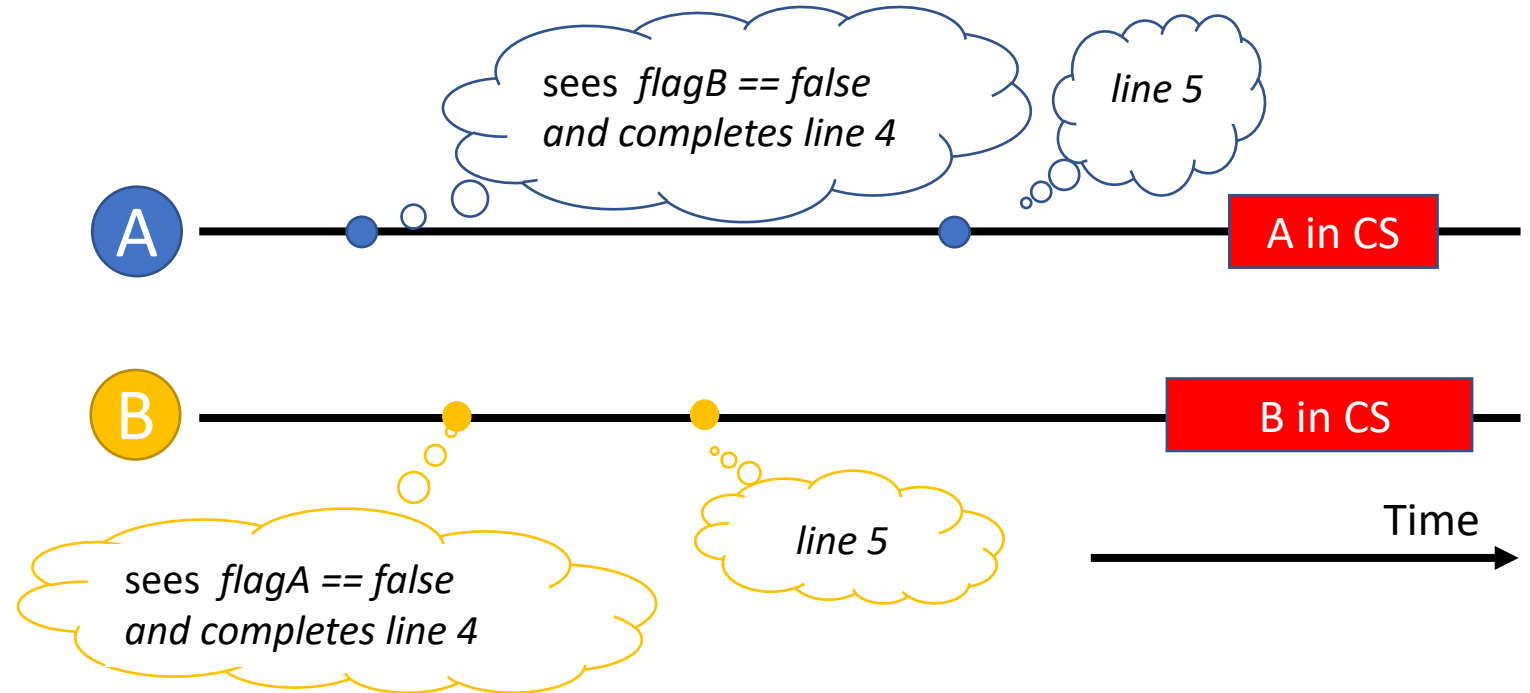 sees flagB == false
and completes line 4
line 5
A
A in CS
B
B in CS
Time
line 5
sees flagA == false
and completes line 4